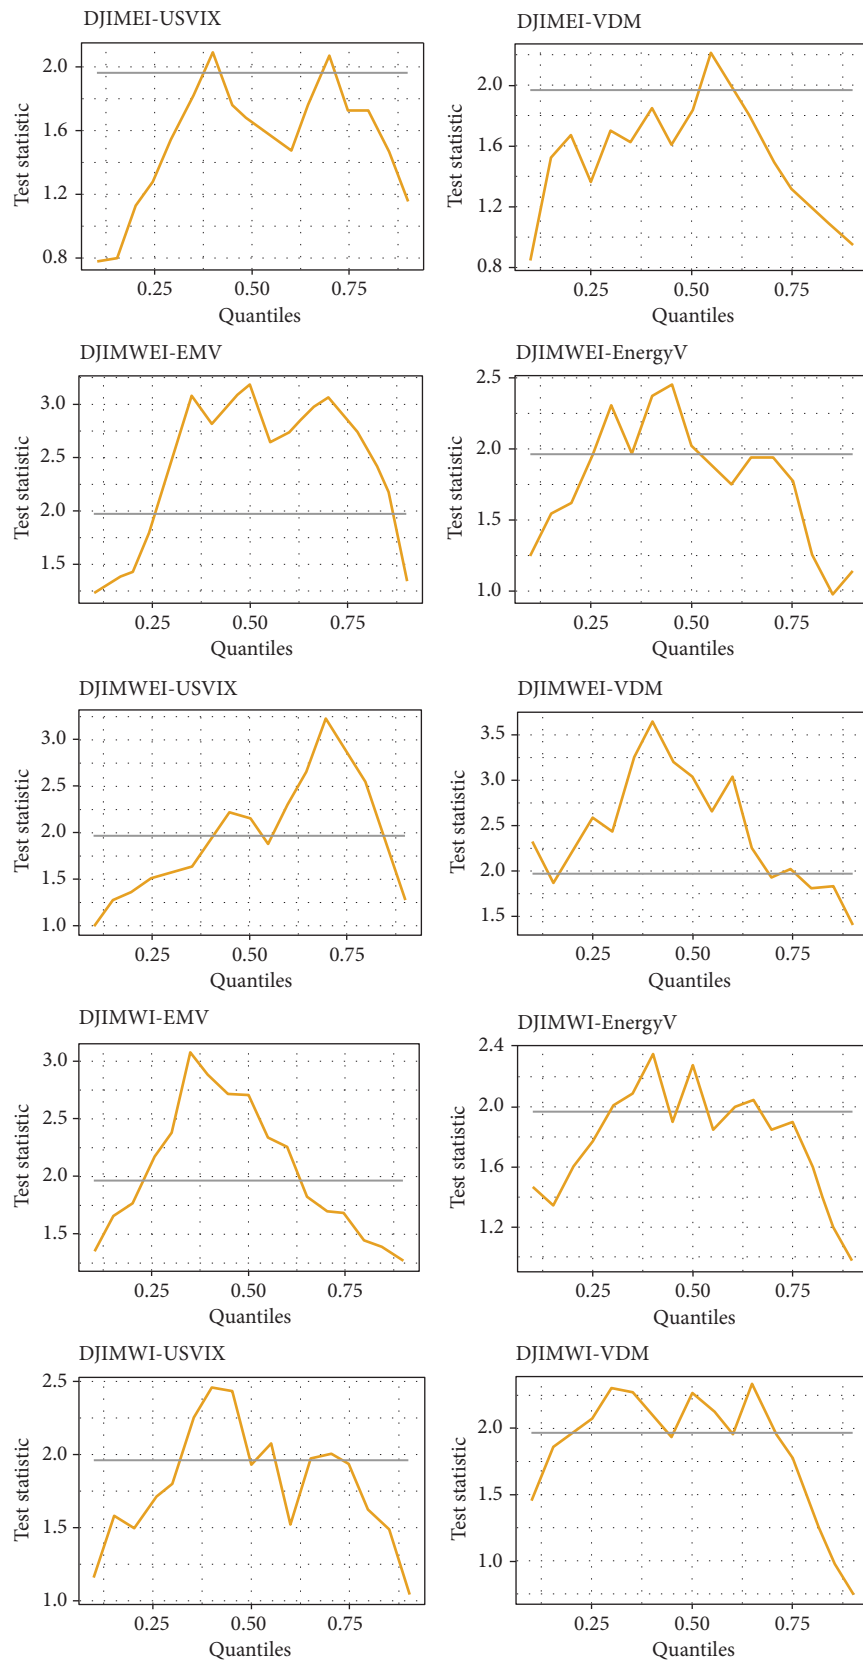 DJIMEI-USVIX
Test statistic
2.0
1.6
1.2
0.8
0.25 0.50 0.75
Quantiles
DJIMEI-VDM
Test statistic
2.0
1.6
1.2
0.8
0.25 0.50 0.75
Quantiles
DJIMWEI-EMV
Test statistic
3.0
2.5
2.0
1.5
0.25 0.50 0.75
Quantiles
DJIMWEI-EnergyV
Test statistic
2.5
2.0
1.5
1.0
0.25 0.50 0.75
Quantiles
DJIMWEI-USVIX
Test statistic
3.0
2.5
2.0
1.5
1.0
0.25 0.50 0.75
Quantiles
DJIMWEI-VDM
Test statistic
3.5
3.0
2.5
2.0
1.5
0.25 0.50 0.75
Quantiles
DJIMWI-EMV
Test statistic
3.0
2.5
2.0
1.5
0.25 0.50 0.75
Quantiles
DJIMWI-EnergyV
Test statistic
2.4
2.0
1.6
1.2
0.25 0.50 0.75
Quantiles
DJIMWI-USVIX
Test statistic
2.5
2.0
1.5
1.0
0.25 0.50 0.75
Quantiles
DJIMWI-VDM
Test statistic
2.0
1.5
1.0
0.25 0.50 0.75
Quantiles